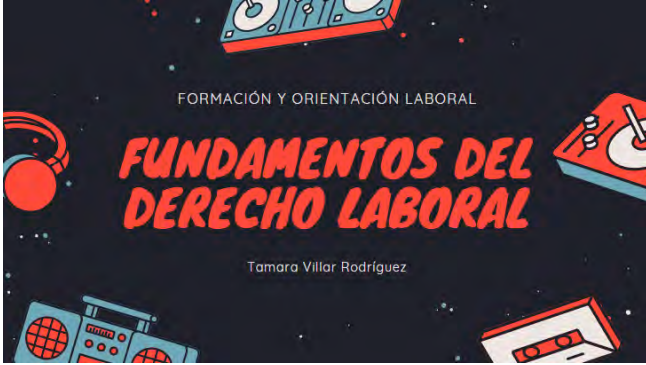 FORMACIÓN Y ORIENTACIÓN LABORAL
FUNDAMENTOS DEL
DERECHO LABORAL
Tamara Villar Rodríguez